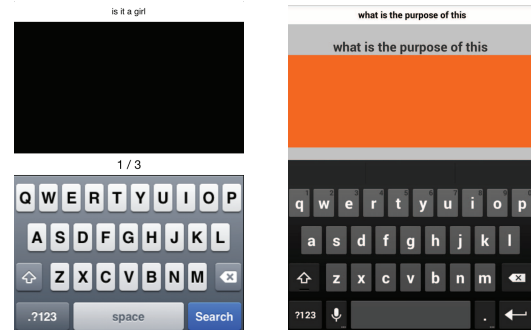 is it a girl
1 / 3
Q W E R T Y U I O P
A S D F G H J K L
Z X C V B N M
.?123 space Search
what is the purpose of this
what is the purpose of this
q w e r t y u i o p
a s d f g h j k l
z x c v b n m
?123 .